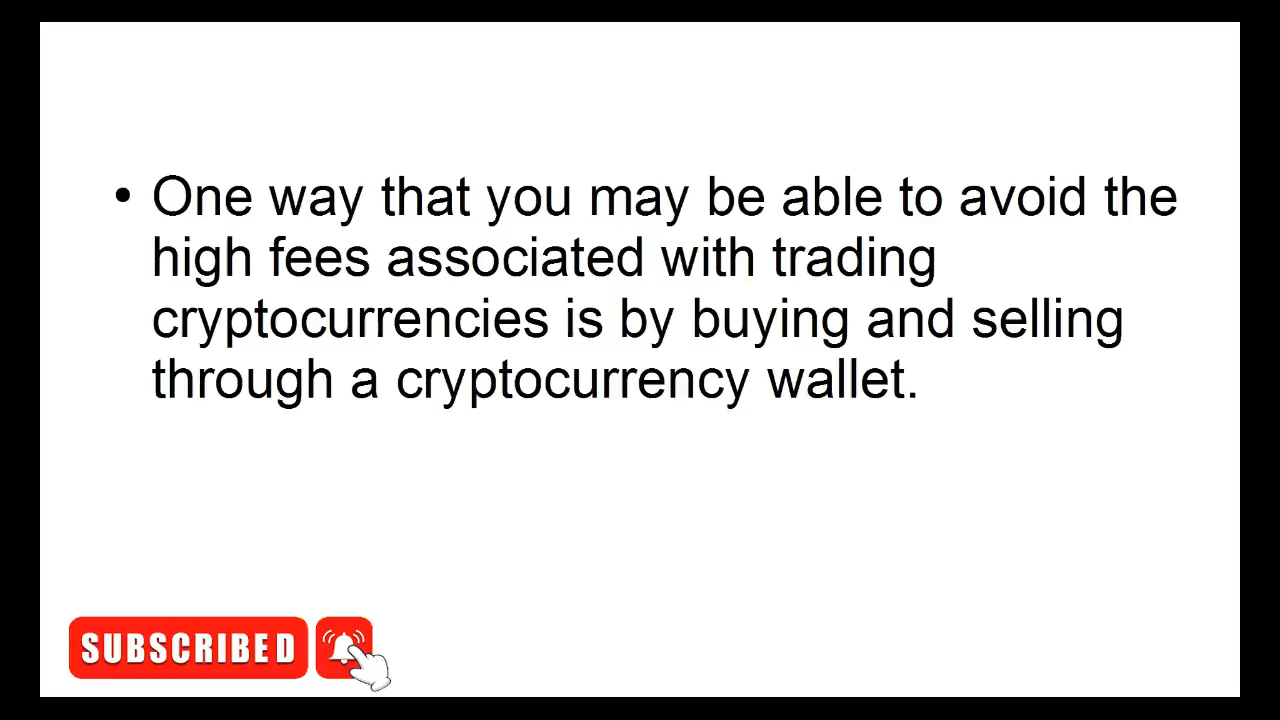 • One way that you may be able to avoid the
high fees associated with trading
cryptocurrencies is by buying and selling
through a cryptocurrency wallet.
SUBSCRIBED